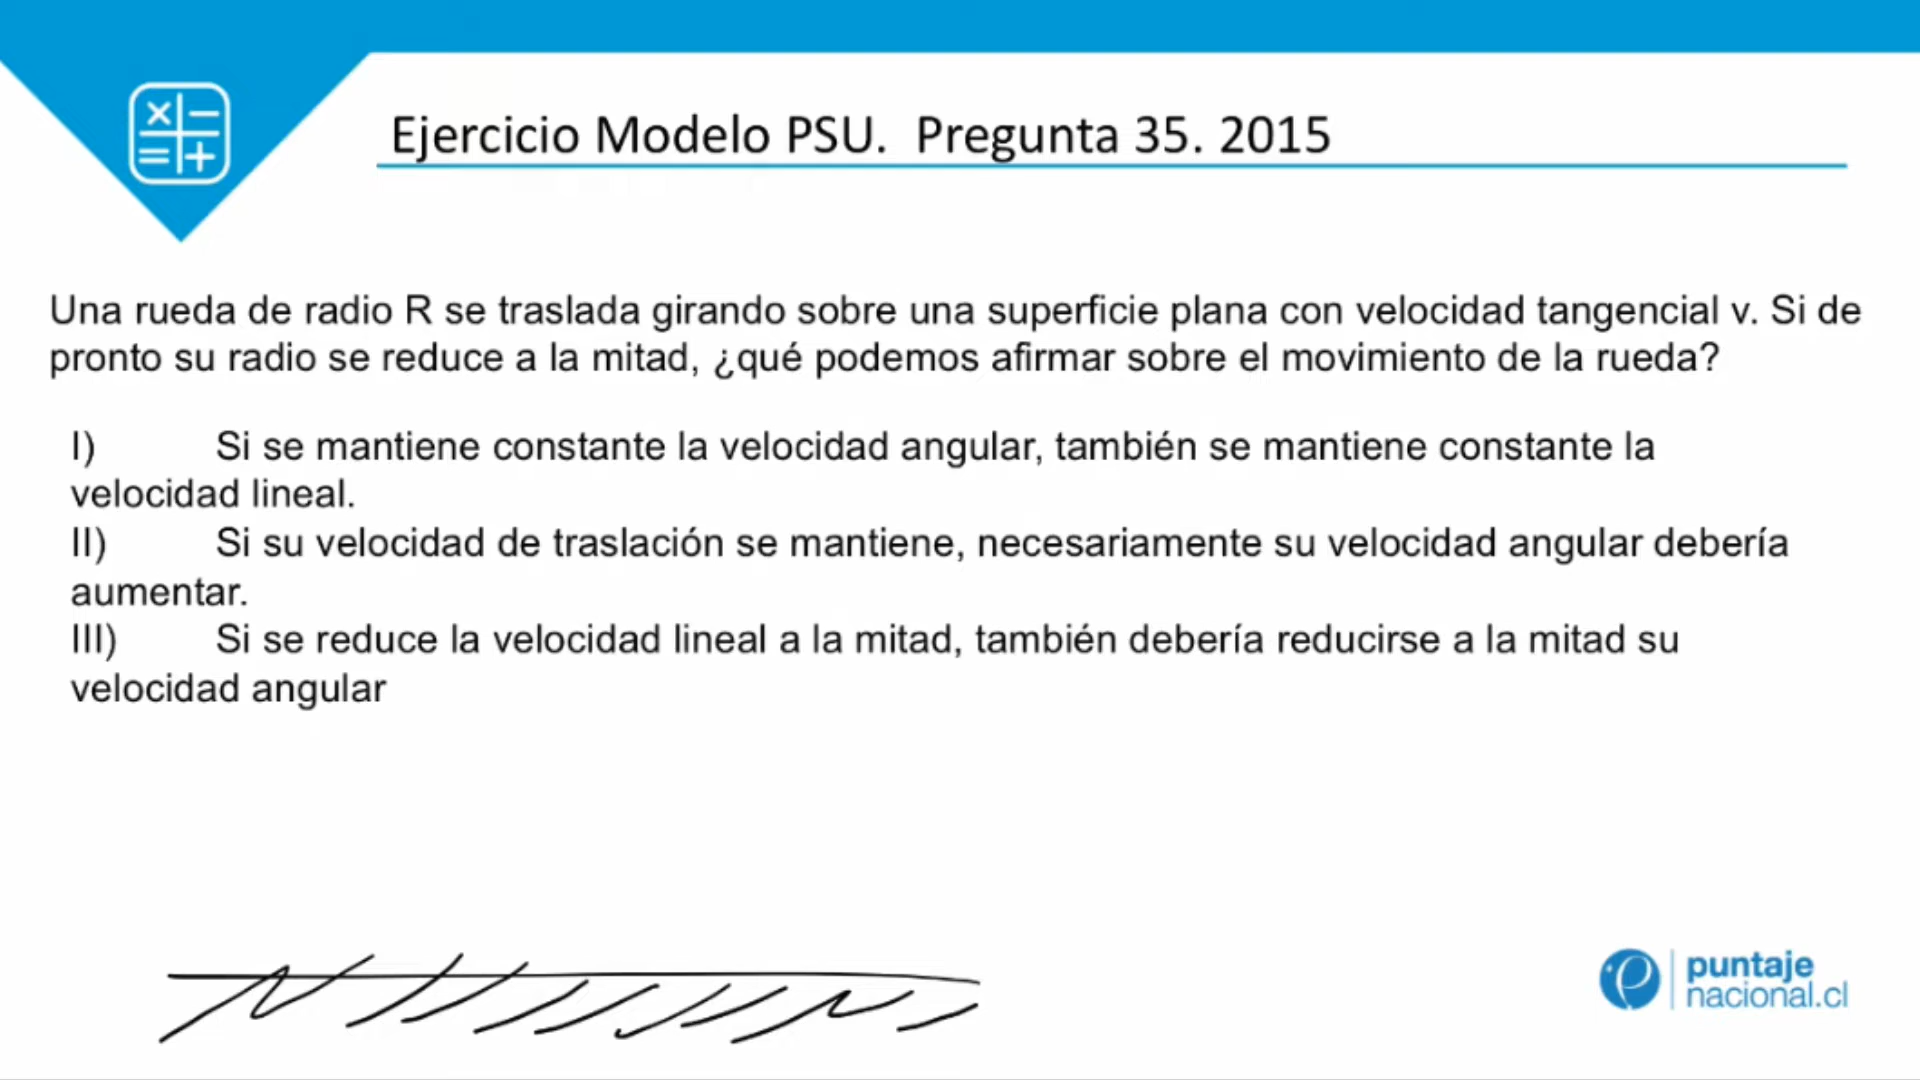 Ejercicio Modelo PSU. Pregunta 35. 2015
Una rueda de radio R se traslada girando sobre una superficie plana con velocidad tangencial v. Si de
pronto su radio se reduce a la mitad, ¿qué podemos afirmar sobre el movimiento de la rueda?
I) Si se mantiene constante la velocidad angular, también se mantiene constante la
velocidad lineal.
II) Si su velocidad de traslación se mantiene, necesariamente su velocidad angular debería
aumentar.
III) Si se reduce la velocidad lineal a la mitad, también debería reducirse a la mitad su
velocidad angular
puntaje
nacional.cl